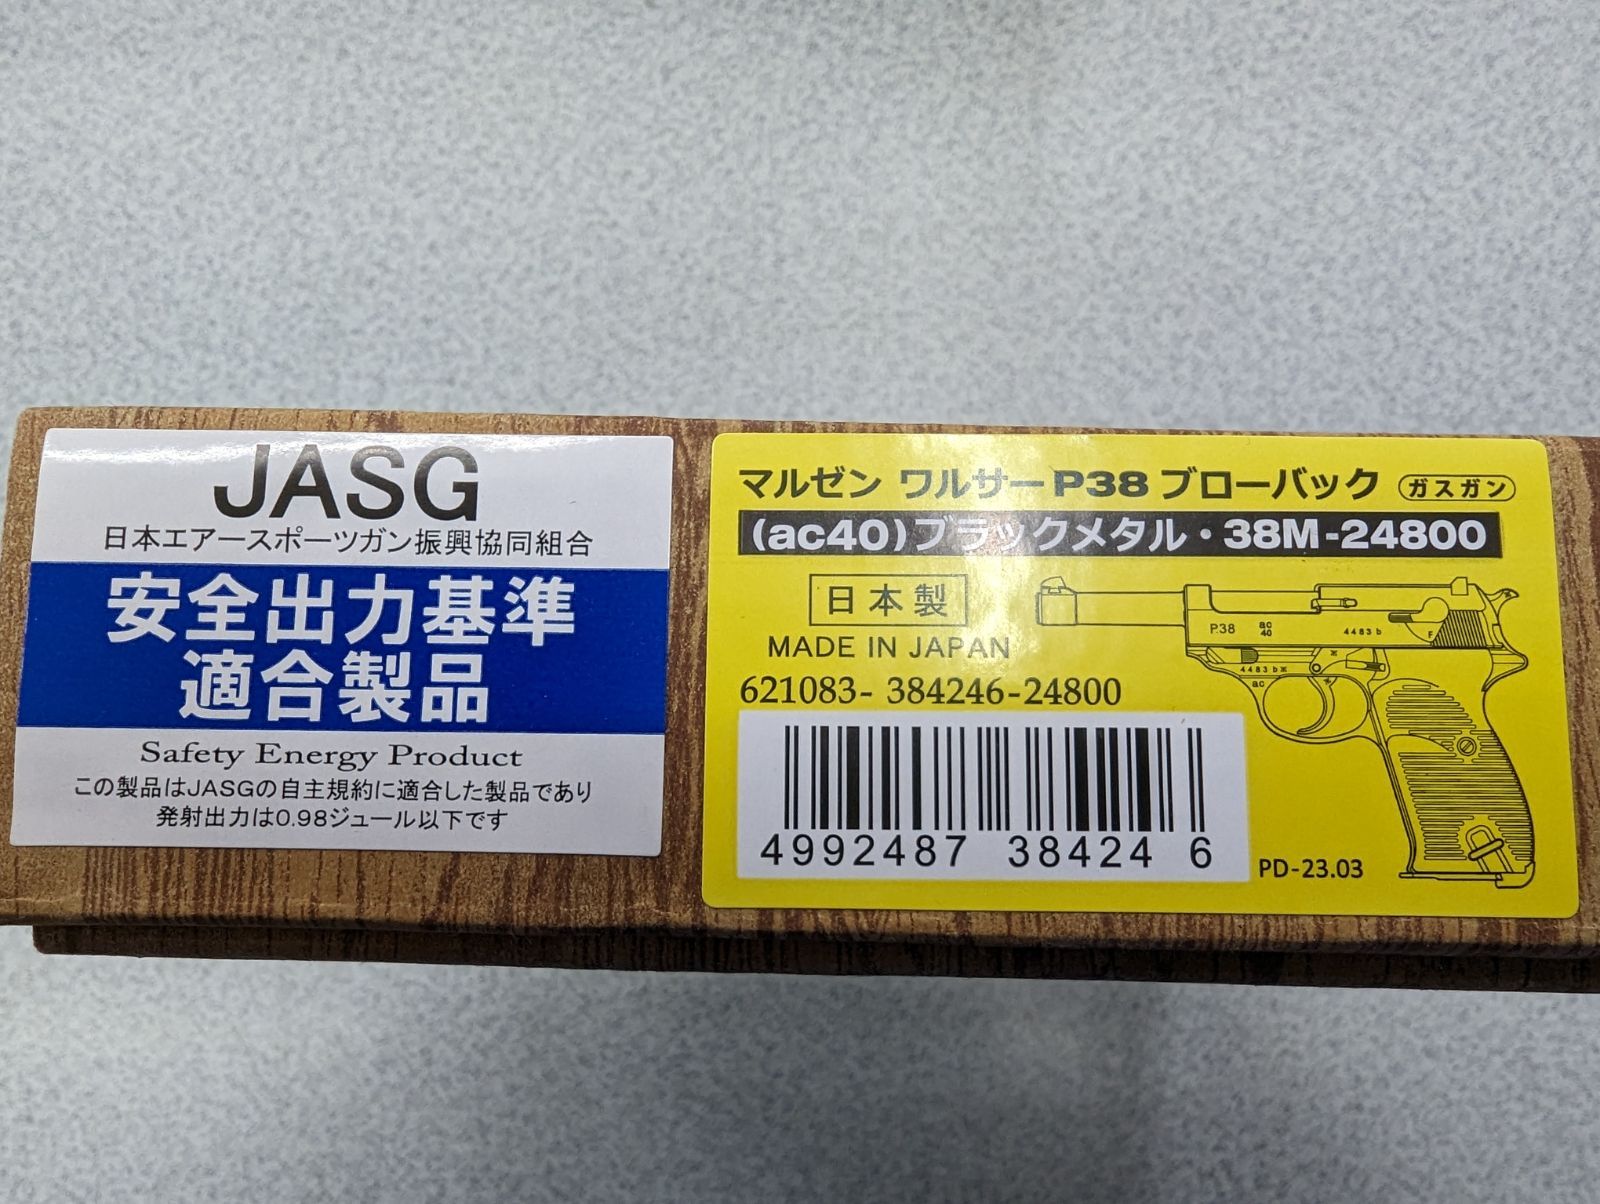 JASG
日本エアースポーツガン振興協同組合
安全出力基準
適合製品
Safety Energy Product
この製品はJASGの自主規約に適合した製品であり
発射出力は0.98ジュール以下です
マルゼン ワルサーP38 ブローバック ガスガン
(ac40)ブラックメタル・38M-24800
日本製
MADE IN JAPAN
621083- 384246-24800
4992487 38424 6
PD-23.03
P.38
ac
40
4483 b
F
4483 b
ac